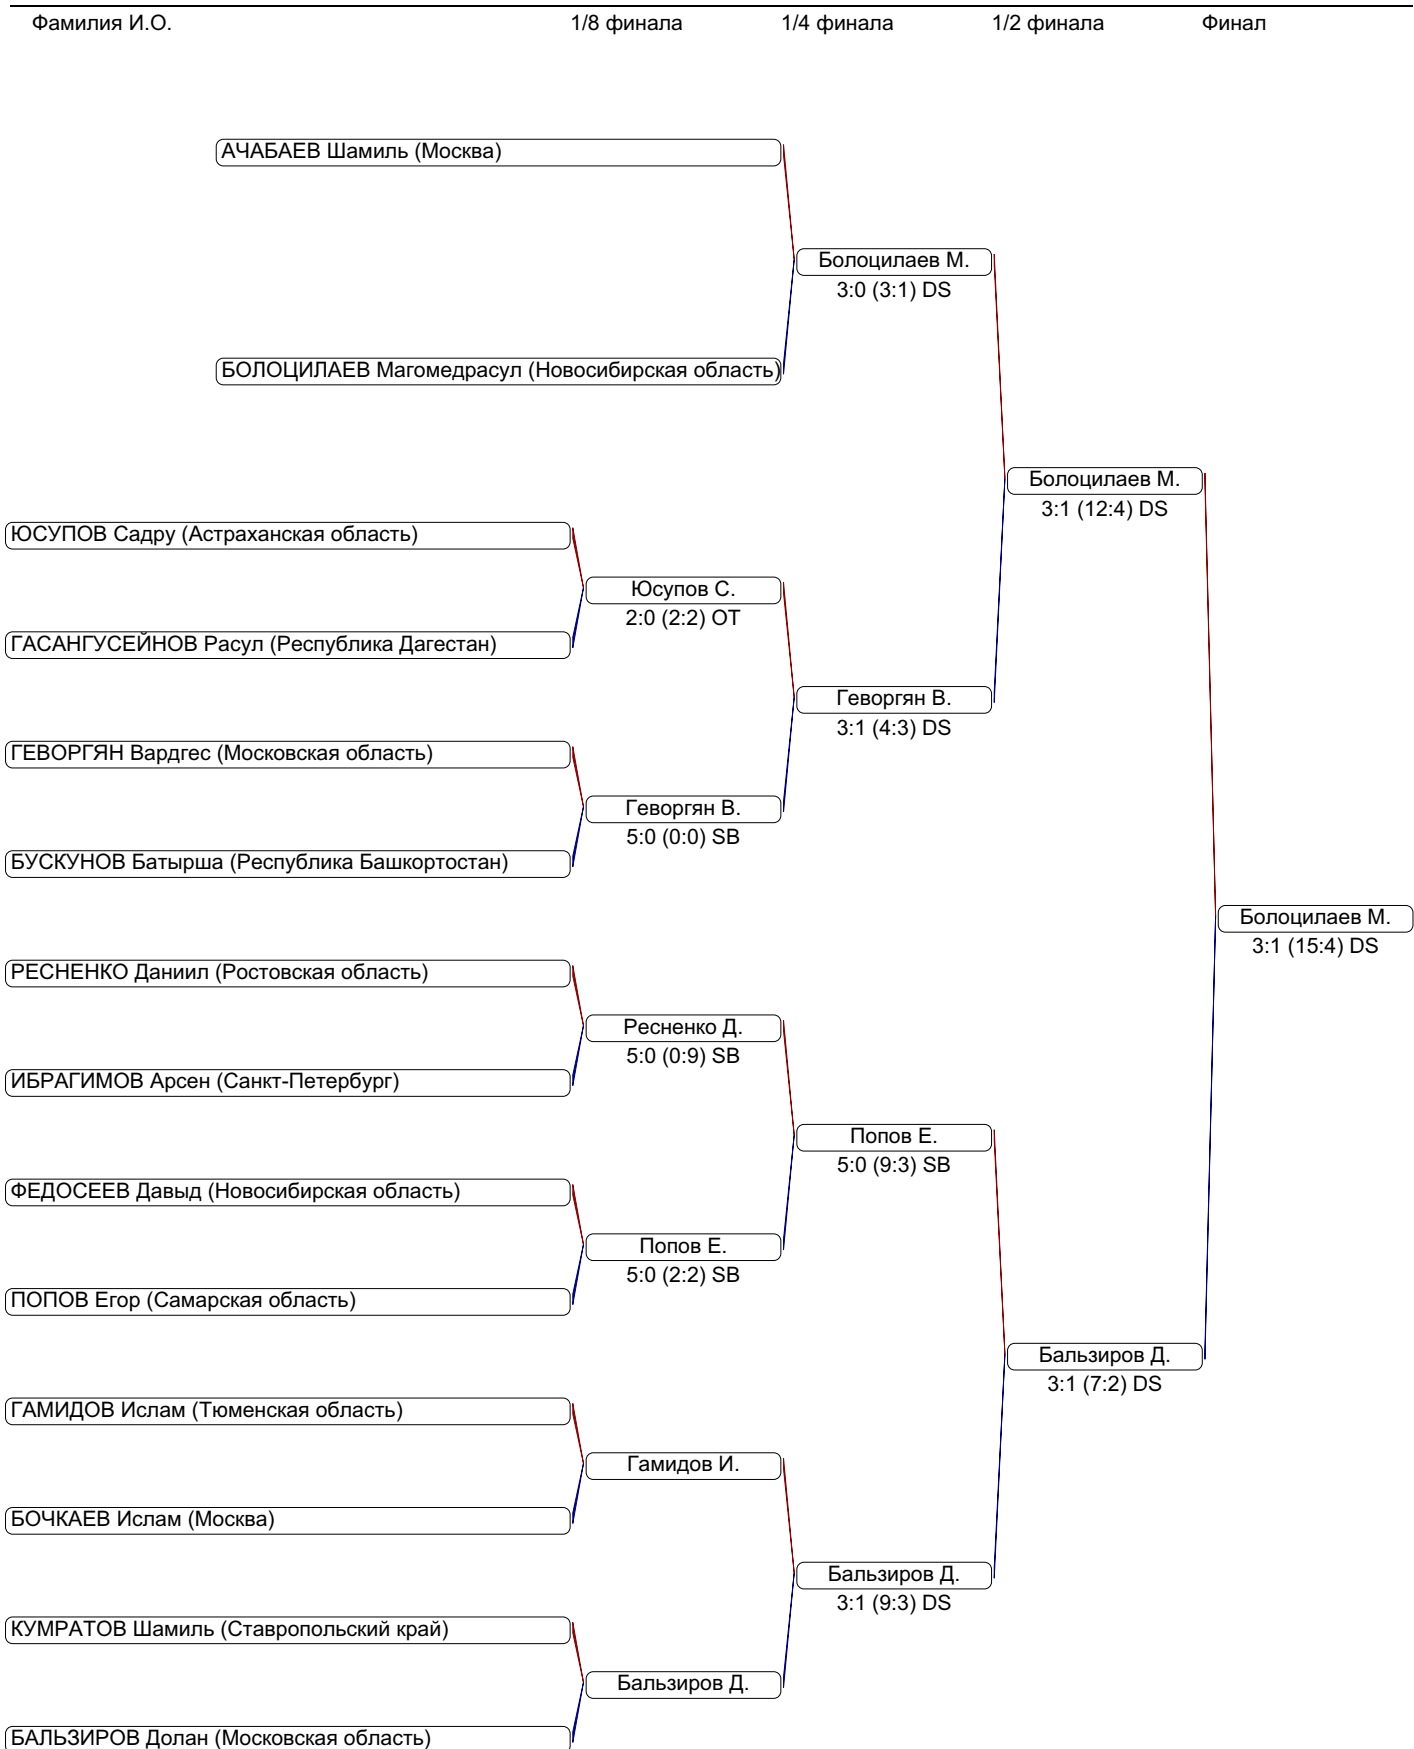 Фамилия И.О. 1/8 финала 1/4 финала 1/2 финала Финал
АЧАБАЕВ Шамиль (Москва)
Болоцилаев М.
3:0 (3:1) DS
БОЛОЦИЛАЕВ Магомедрасул (Новосибирская область)
Болоцилаев М.
3:1 (12:4) DS
ЮСУПОВ Садру (Астраханская область)
Юсупов С.
2:0 (2:2) OT
ГАСАНГУСЕЙНОВ Расул (Республика Дагестан)
Геворгян В.
3:1 (4:3) DS
ГЕВОРГЯН Вардгес (Московская область)
Геворгян В.
5:0 (0:0) SB
БУСКУНОВ Батырша (Республика Башкортостан)
Болоцилаев М.
3:1 (15:4) DS
РЕСНЕНКО Даниил (Ростовская область)
Ресненко Д.
5:0 (0:9) SB
ИБРАГИМОВ Арсен (Санкт-Петербург)
Попов Е.
5:0 (9:3) SB
ФЕДОСЕЕВ Давыд (Новосибирская область)
Попов Е.
5:0 (2:2) SB
ПОПОВ Егор (Самарская область)
Бальзиров Д.
3:1 (7:2) DS
ГАМИДОВ Ислам (Тюменская область)
Гамидов И.
БОЧКАЕВ Ислам (Москва)
Бальзиров Д.
3:1 (9:3) DS
КУМРАТОВ Шамиль (Ставропольский край)
Бальзиров Д.
БАЛЬЗИРОВ Долан (Московская область)